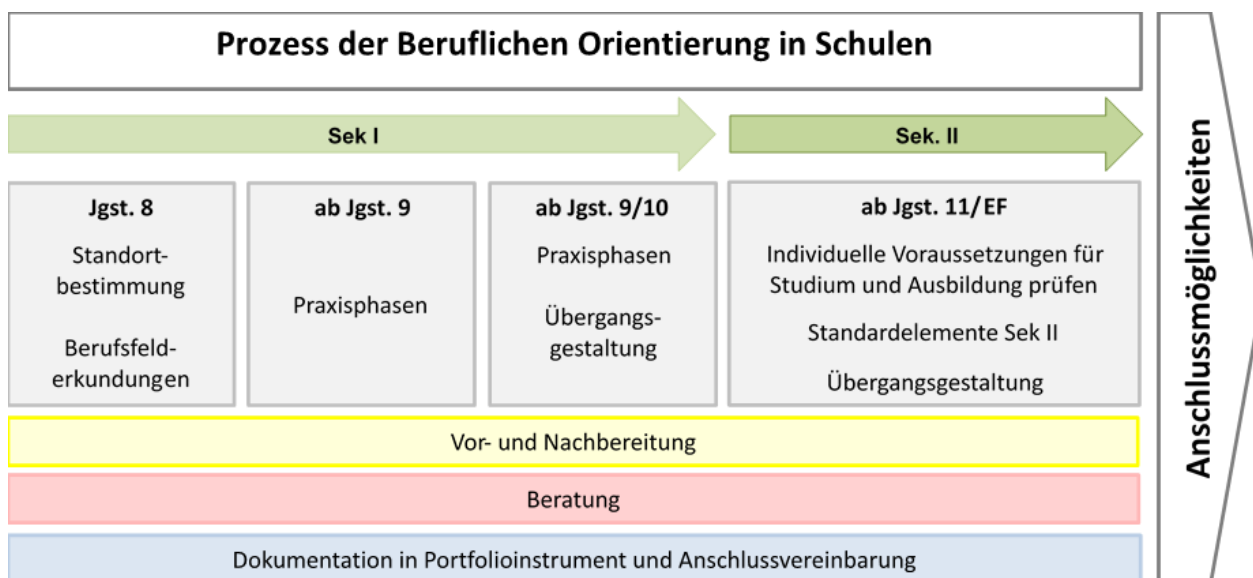 Prozess der Beruflichen Orientierung in Schulen
Sek I
Sek. II
Jgst. 8
Standort-
bestimmung
Berufsfeld-
erkundungen
ab Jgst. 9
Praxisphasen
ab Jgst. 9/10
Praxisphasen
Übergangs-
gestaltung
ab Jgst. 11/EF
Individuelle Voraussetzungen für
Studium und Ausbildung prüfen
Standardelemente Sek II
Übergangsgestaltung
Vor- und Nachbereitung
Beratung
Dokumentation in Portfolioinstrument und Anschlussvereinbarung
Anschlussmöglichkeiten